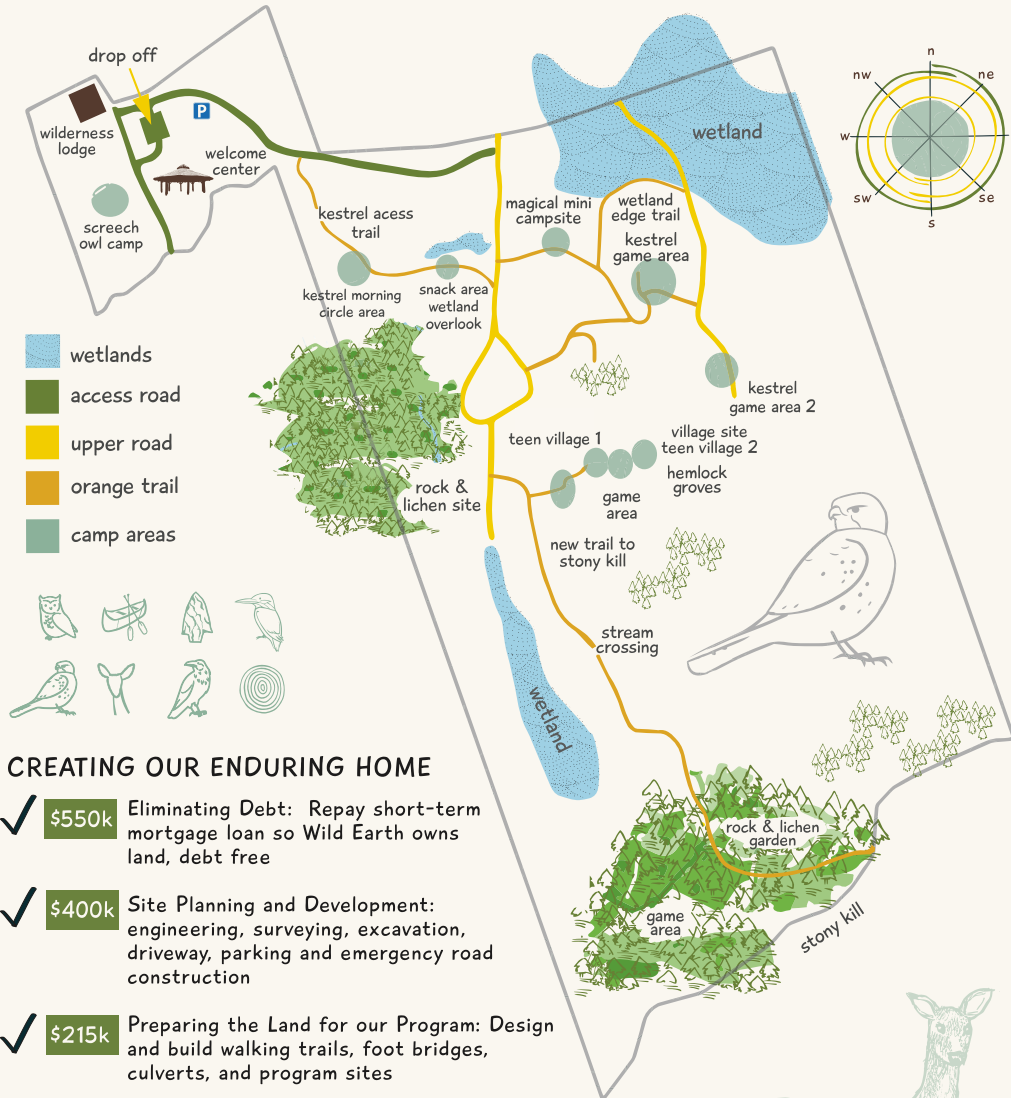 drop off
P
wilderness
lodge
welcome
center
screech
owl camp
wetland
n
ne
e
se
s
sw
w
nw
kestrel acess
trail
magical mini
campsite
wetland
edge trail
kestrel
game area
kestrel morning
circle area
snack area
wetland
overlook
kestrel
game area 2
wetlands
access road
upper road
orange trail
camp areas
rock &
lichen site
teen village 1
village site
teen village 2
hemlock
groves
game
area
new trail to
stony kill
stream
crossing
wetland
rock & lichen
garden
game
area
stony kill
CREATING OUR ENDURING HOME
$550k Eliminating Debt: Repay short-term
mortgage loan so Wild Earth owns
land, debt free
$400k Site Planning and Development:
engineering, surveying, excavation,
driveway, parking and emergency road
construction
$215k Preparing the Land for our Program: Design
and build walking trails, foot bridges,
culverts, and program sites